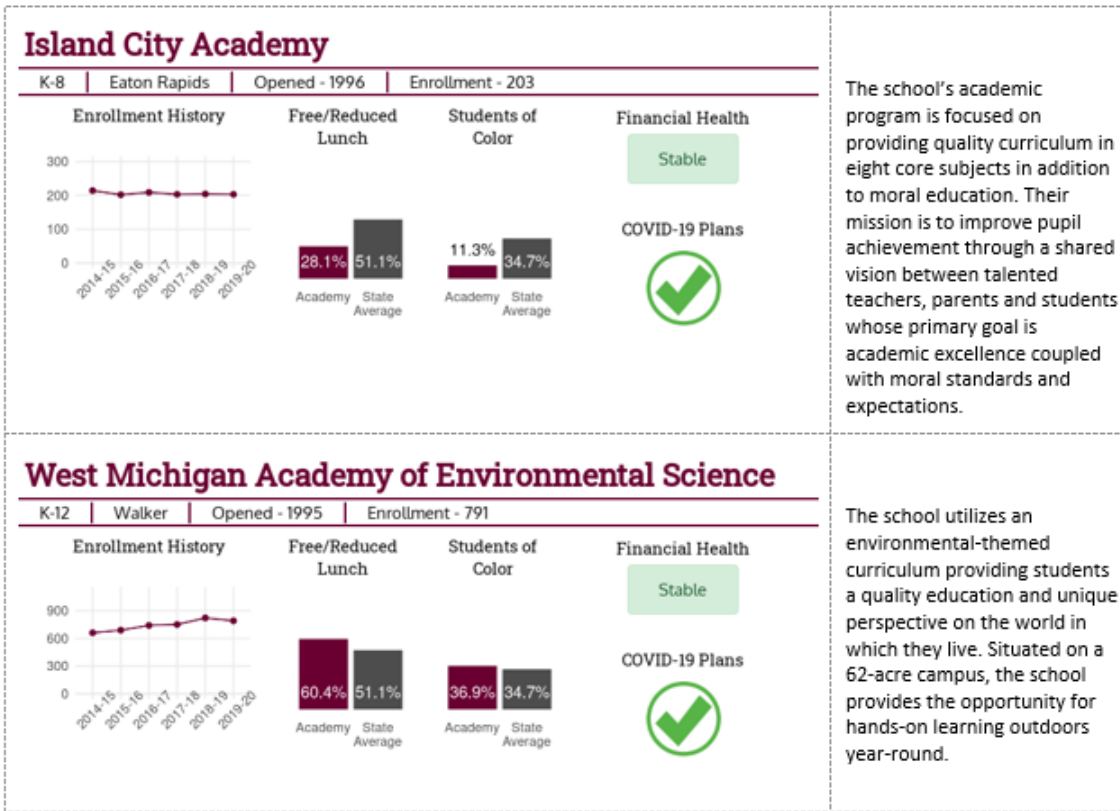 Island City Academy
K-8 Eaton Rapids Opened - 1996 Enrollment - 203
Enrollment History
300
200
100
0
2014-15 2015-16 2016-17 2017-18 2018-19 2019-20
Free/Reduced
Lunch
28.1% 51.1%
Academy State
Average
Students of
Color
11.3% 34.7%
Academy State
Average
Financial Health
Stable
COVID-19 Plans
The school's academic
program is focused on
providing quality curriculum in
eight core subjects in addition
to moral education. Their
mission is to improve pupil
achievement through a shared
vision between talented
teachers, parents and students
whose primary goal is
academic excellence coupled
with moral standards and
expectations.
West Michigan Academy of Environmental Science
K-12 Walker Opened - 1995 Enrollment - 791
Enrollment History
900
600
300
0
2014-15 2015-16 2016-17 2017-18 2018-19 2019-20
Free/Reduced
Lunch
60.4% 51.1%
Academy State
Average
Students of
Color
36.9% 34.7%
Academy State
Average
Financial Health
Stable
COVID-19 Plans
The school utilizes an
environmental-themed
curriculum providing students
a quality education and unique
perspective on the world in
which they live. Situated on a
62-acre campus, the school
provides the opportunity for
hands-on learning outdoors
year-round.